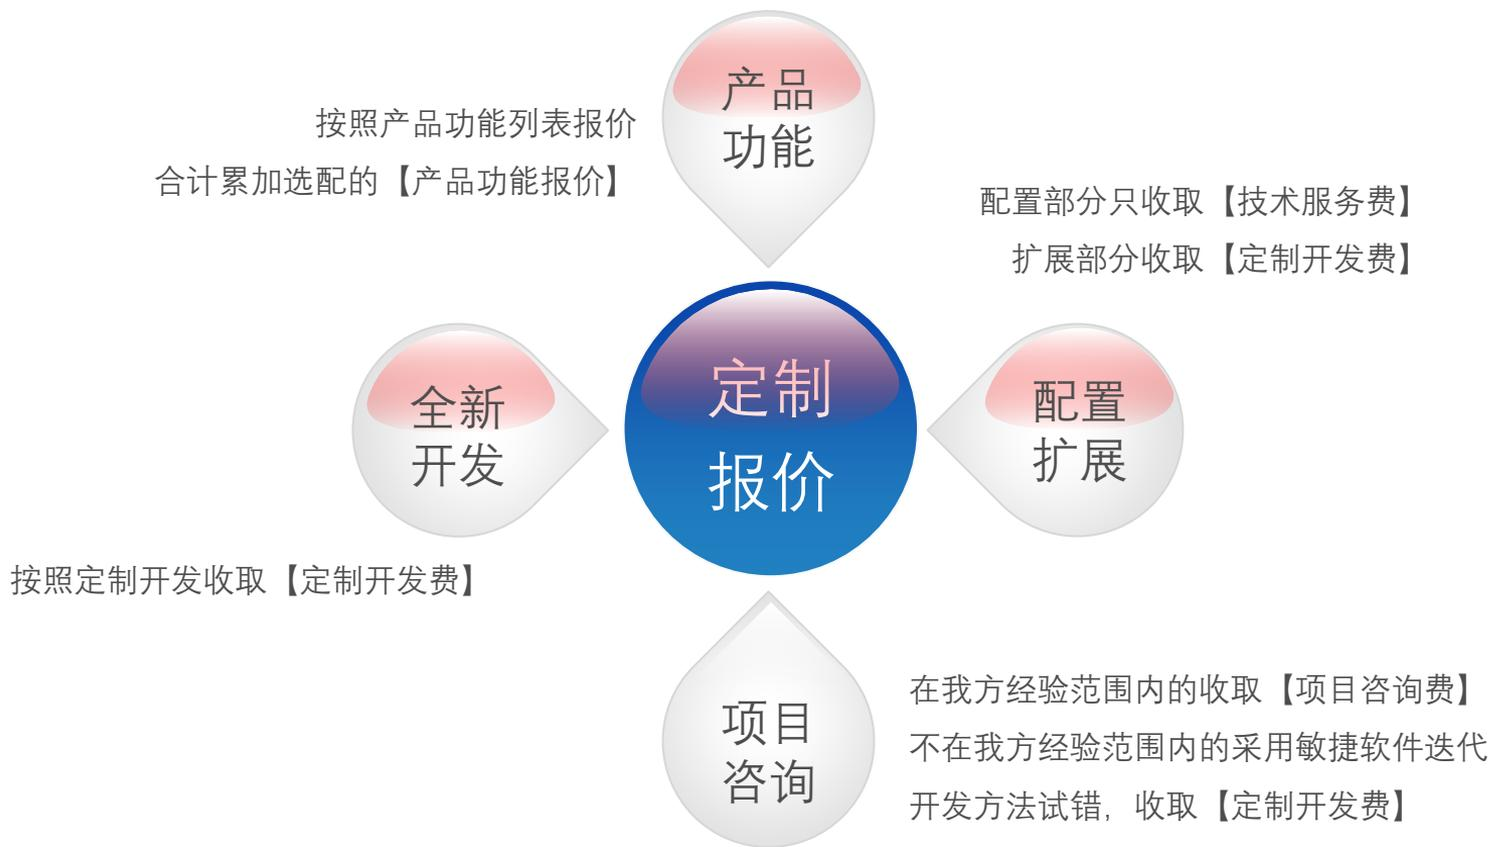 产品
功能
按照产品功能列表报价
合计累加选配的【产品功能报价】
配置部分只收取【技术服务费】
扩展部分收取【定制开发费】
全新
开发
定制
报价
配置
扩展
按照定制开发收取【定制开发费】
项目
咨询
在我方经验范围内的收取【项目咨询费】
不在我方经验范围内的采用敏捷软件迭代
开发方法试错，收取【定制开发费】